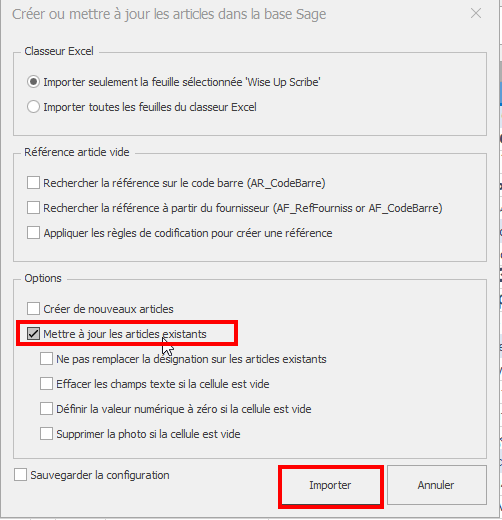 Créer ou mettre à jour les articles dans la base Sage
Classeur Excel
Importer seulement la feuille sélectionnée 'Wise Up Scribe'
Importer toutes les feuilles du classeur Excel
Référence article vide
Rechercher la référence sur le code barre (AR_CodeBarre)
Rechercher la référence à partir du fournisseur (AF_RefFourniss or AF_CodeBarre)
Appliquer les règles de codification pour créer une référence
Options
Créer de nouveaux articles
Mettre à jour les articles existants
Ne pas remplacer la désignation sur les articles existants
Effacer les champs texte si la cellule est vide
Définir la valeur numérique à zéro si la cellule est vide
Supprimer la photo si la cellule est vide
Sauvegarder la configuration
Importer
Annuler